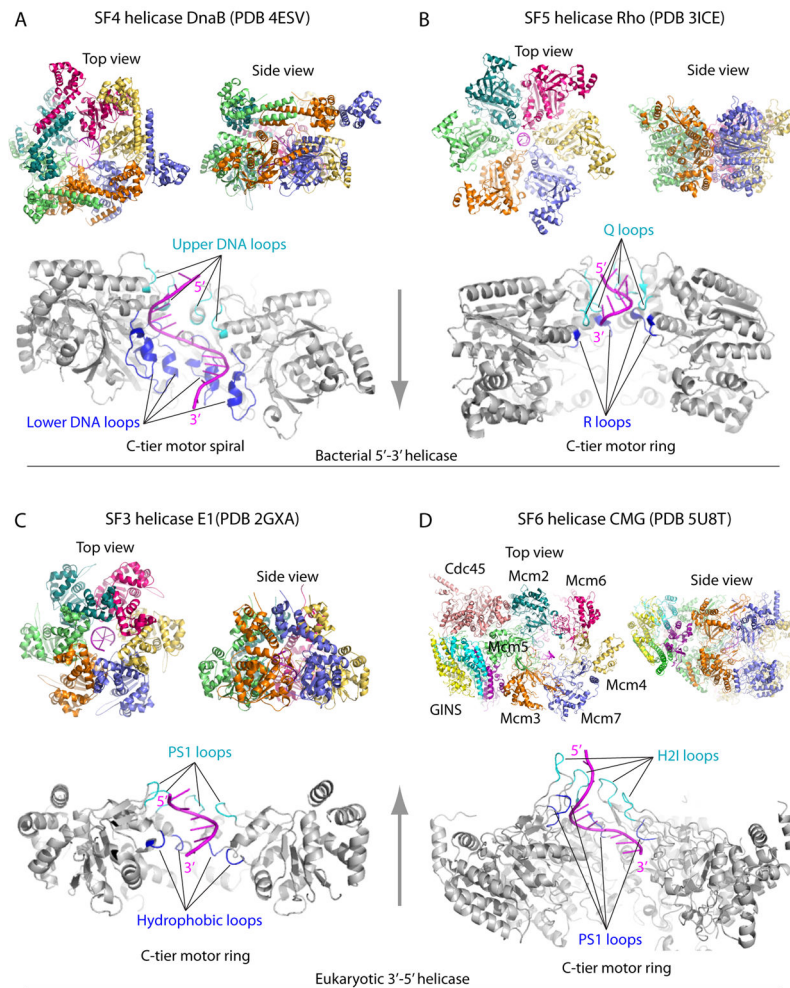 A
SF4 helicase DnaB (PDB 4ESV)
Top view
Side view
Upper DNA loops
5′
3′
Lower DNA loops
C-tier motor spiral
B
SF5 helicase Rho (PDB 3ICE)
Top view
Side view
Q loops
5′
3′
R loops
C-tier motor ring
Bacterial 5′-3′ helicase
C
SF3 helicase E1(PDB 2GXA)
Top view
Side view
PS1 loops
5′
3′
Hydrophobic loops
C-tier motor ring
D
SF6 helicase CMG (PDB 5U8T)
Top view
Side view
Cdc45
Mcm2
Mcm6
Mcm5
Mcm4
GINS
Mcm3
Mcm7
5′
H2I loops
3′
PS1 loops
C-tier motor ring
Eukaryotic 3′-5′ helicase